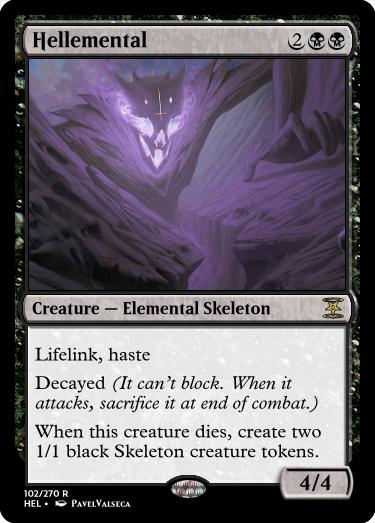 Hellemental 2
Creature — Elemental Skeleton
Lifelink, haste
Decayed (It can't block. When it
attacks, sacrifice it at end of combat.)
When this creature dies, create two
1/1 black Skeleton creature tokens.
4/4
102/270 R
HEL • PavelValseca